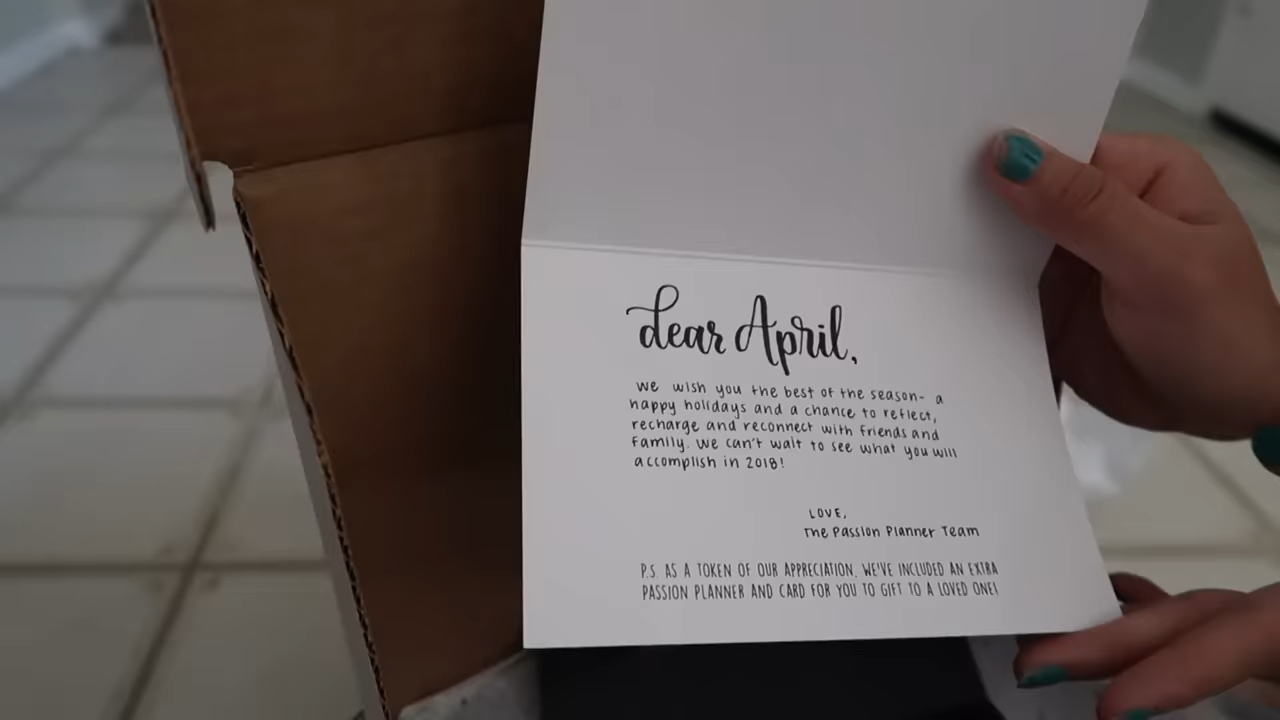 dear April,
We wish you the best of the season- a
happy holidays and a chance to reflect,
recharge and reconnect with friends and
family. We can't wait to see what you will
accomplish in 2018!
LOVE,
The Passion Planner Team
P.S. AS A TOKEN OF OUR APPRECIATION, WE'VE INCLUDED AN EXTRA
PASSION PLANNER AND CARD FOR YOU TO GIFT TO A LOVED ONE!